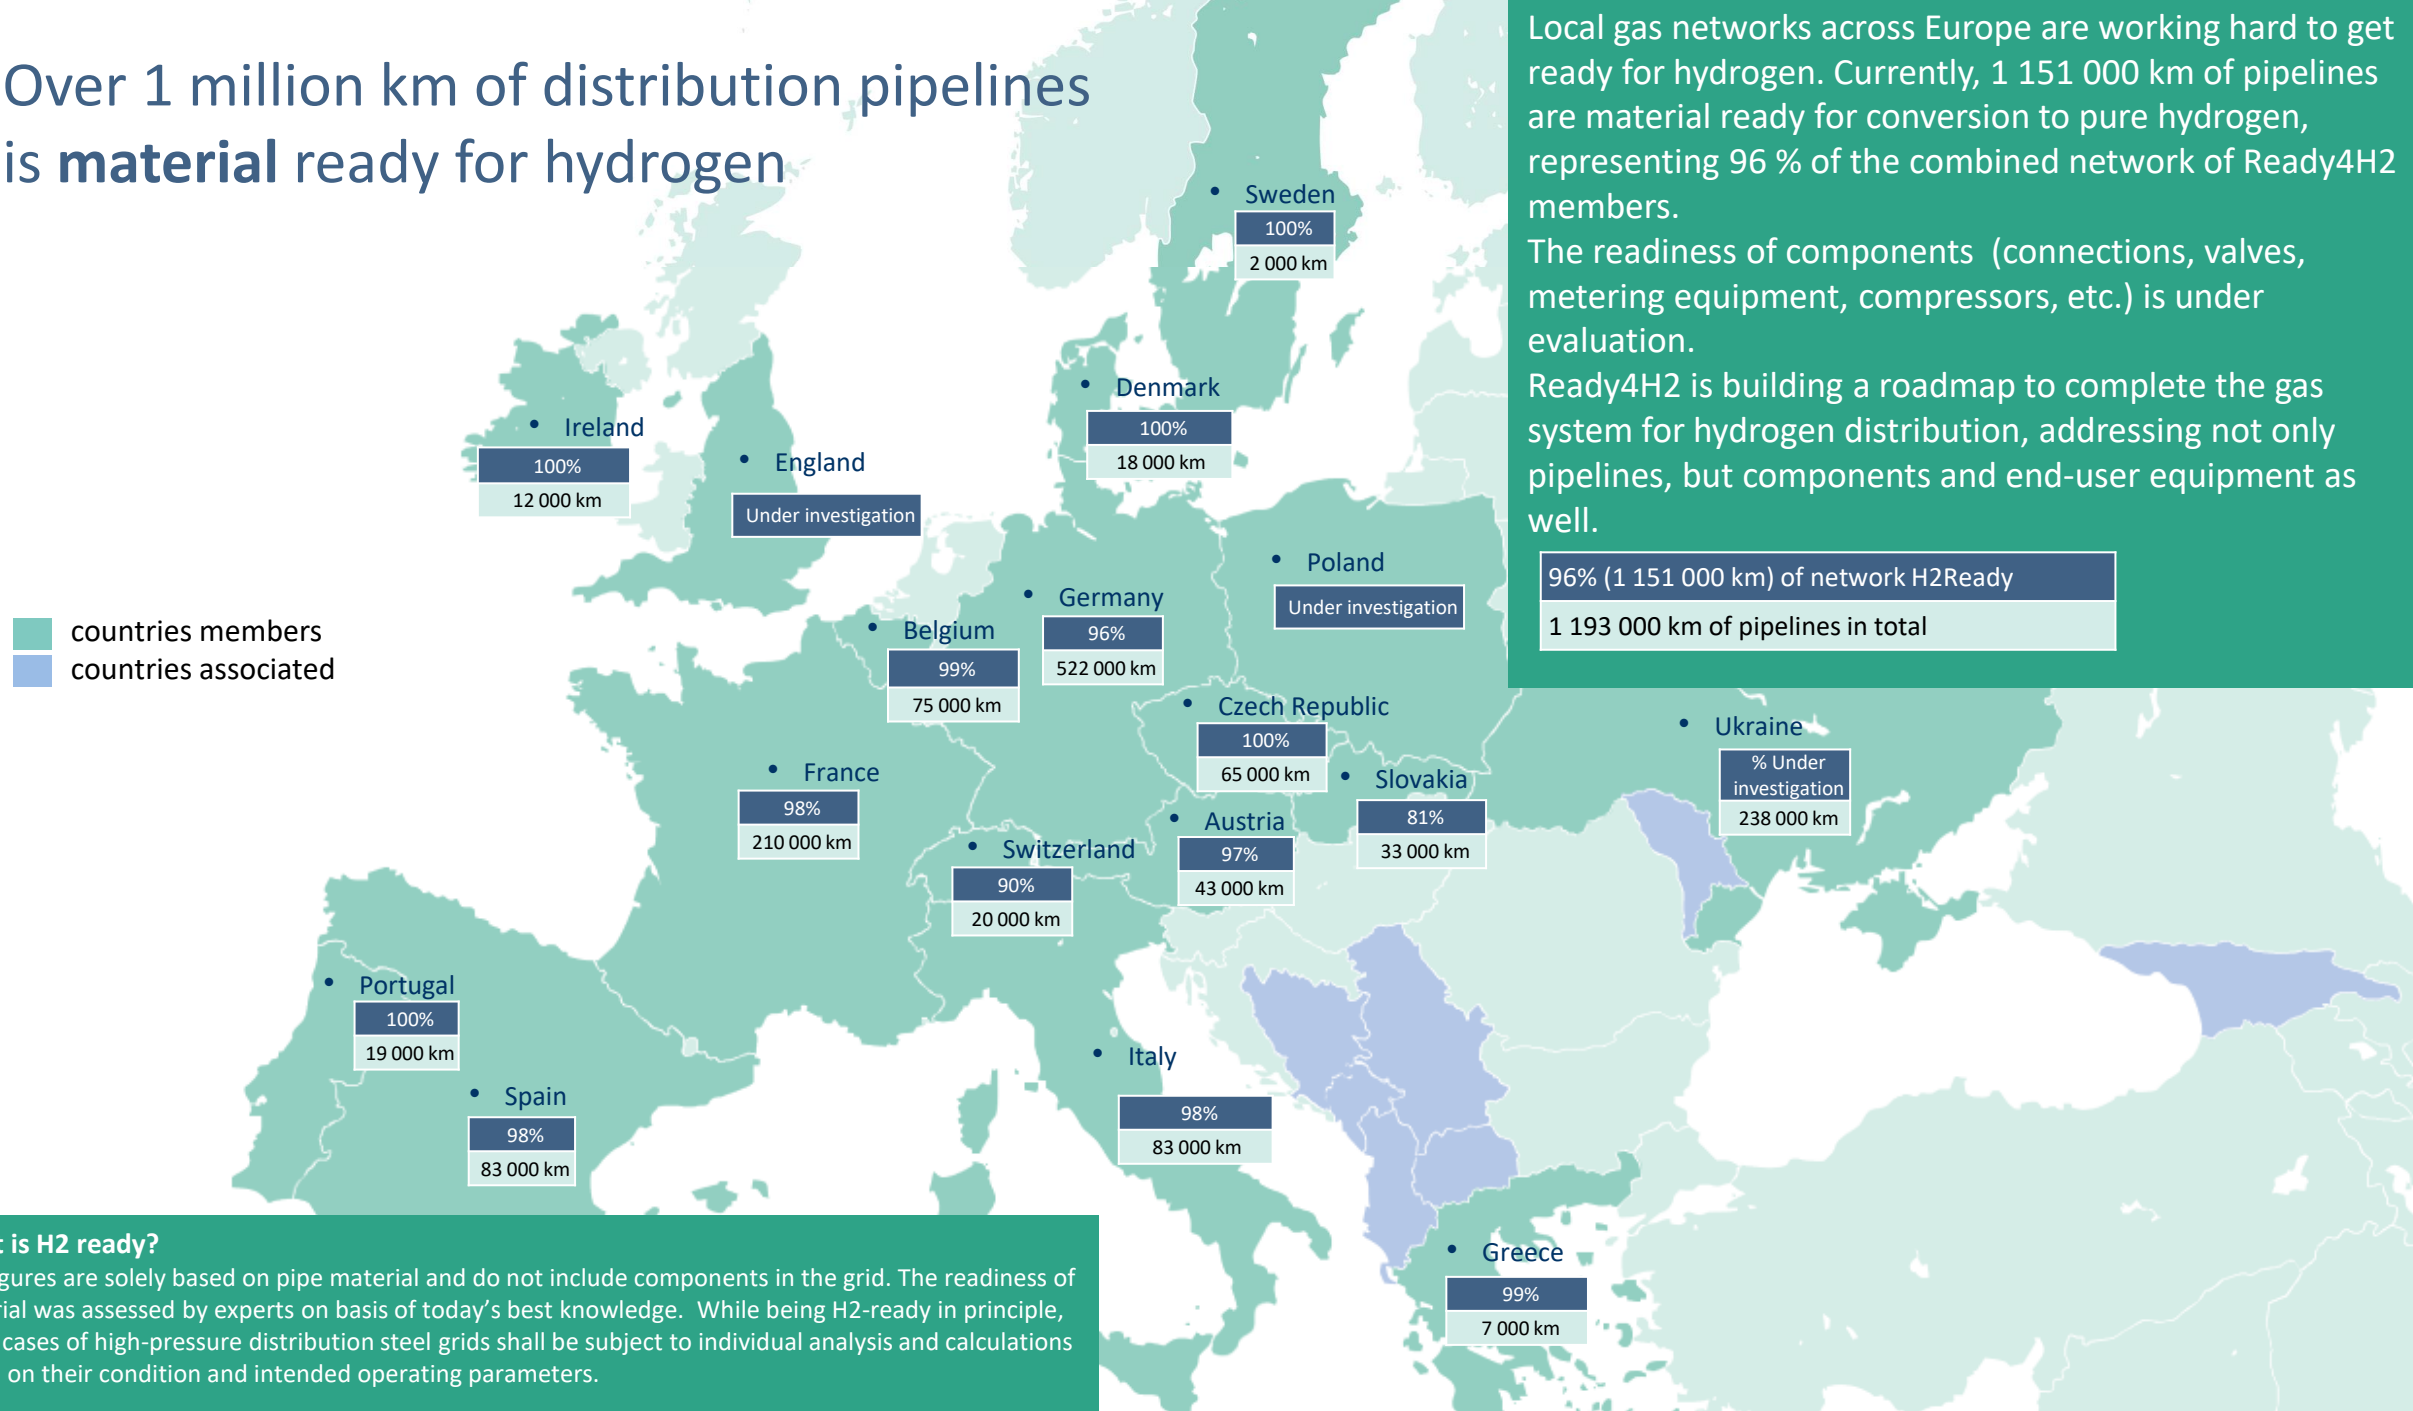 Over 1 million km of distribution pipelines
is material ready for hydrogen
Local gas networks across Europe are working hard to get
ready for hydrogen. Currently, 1 151 000 km of pipelines
are material ready for conversion to pure hydrogen,
representing 96 % of the combined network of Ready4H2
members.
The readiness of components (connections, valves,
metering equipment, compressors, etc.) is under
evaluation.
Ready4H2 is building a roadmap to complete the gas
system for hydrogen distribution, addressing not only
pipelines, but components and end-user equipment as
well.
96% (1 151 000 km) of network H2Ready
1 193 000 km of pipelines in total
• Sweden
100%
2 000 km
• Denmark
100%
18 000 km
• Ireland
100%
12 000 km
• England
Under investigation
• Poland
Under investigation
• Germany
96%
522 000 km
• Belgium
99%
75 000 km
countries members
countries associated
• Czech Republic
100%
65 000 km
• Slovakia
81%
33 000 km
• Ukraine
% Under
investigation
238 000 km
• France
98%
210 000 km
• Austria
97%
43 000 km
• Switzerland
90%
20 000 km
• Portugal
100%
19 000 km
• Spain
98%
83 000 km
• Italy
98%
83 000 km
• Greece
99%
7 000 km
is H2 ready?
are solely based on pipe material and do not include components in the grid. The readiness of
was assessed by experts on basis of today's best knowledge. While being H2-ready in principle,
cases of high-pressure distribution steel grids shall be subject to individual analysis and calculations
on their condition and intended operating parameters.